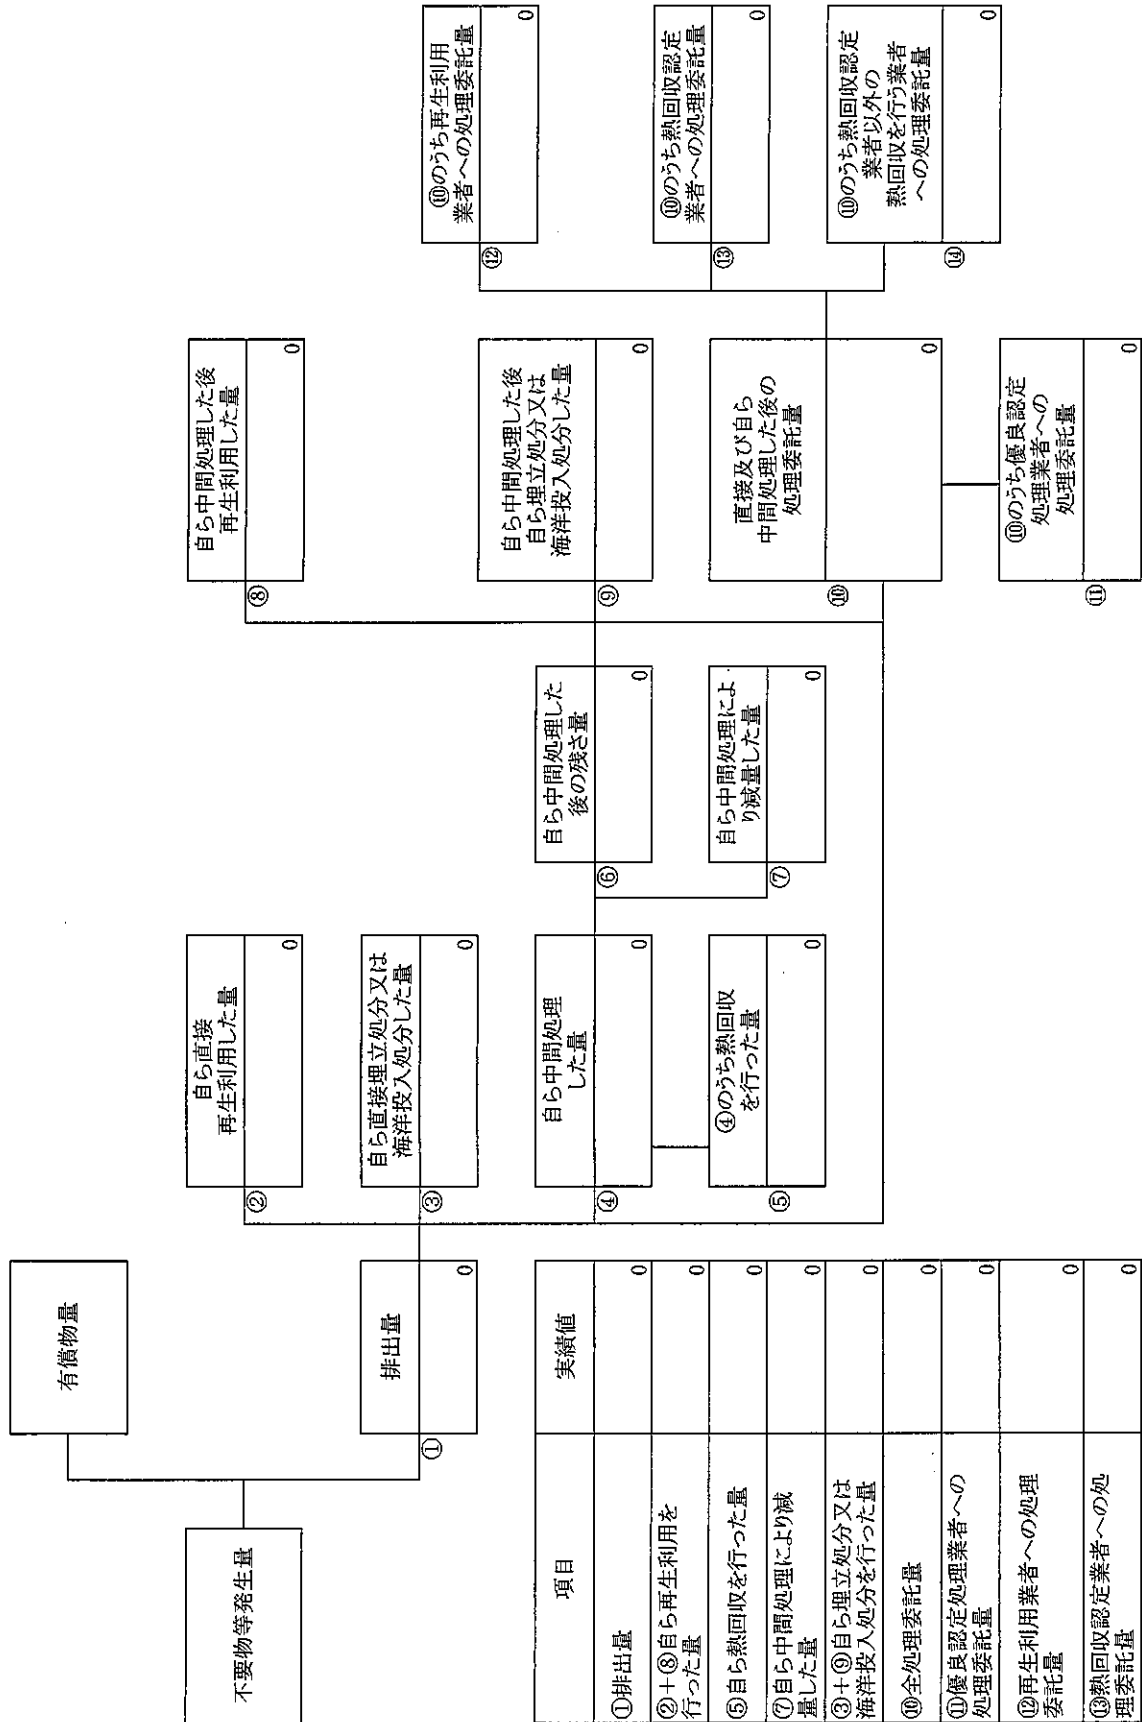 不要物等発生量
有償物量
排出量
①
0
②
自ら直接
再生利用した量
0
③
自ら直接埋立処分又は
海洋投入処分した量
0
④
自ら中間処理
した量
0
⑤
④のうち熱回収
を行った量
0
⑥
自ら中間処理した
後の残さ量
0
⑦
自ら中間処理によ
り減量した量
0
⑧
自ら中間処理した後
再生利用した量
0
⑨
自ら中間処理した後
自ら埋立処分又は
海洋投入処分した量
0
⑩
直接及び自ら
中間処理した後の
処理委託量
0
⑪
⑩のうち優良認定
処理業者への
処理委託量
0
⑫
⑩のうち再生利用
業者への処理委託量
0
⑬
⑩のうち熱回収認定
業者への処理委託量
0
⑭
⑩のうち熱回収認定
業者以外の
熱回収を行う業者
への処理委託量
0
項目 実績値
①排出量 0
②+⑧自ら再生利用を
行った量 0
⑤自ら熱回収を行った量 0
⑦自ら中間処理により減
量した量 0
③+⑨自ら埋立処分又は
海洋投入処分を行った量 0
⑩全処理委託量 0
⑪優良認定処理業者への
処理委託量 0
⑫再生利用業者への処理
委託量 0
⑬熱回収認定業者への処
理委託量 0